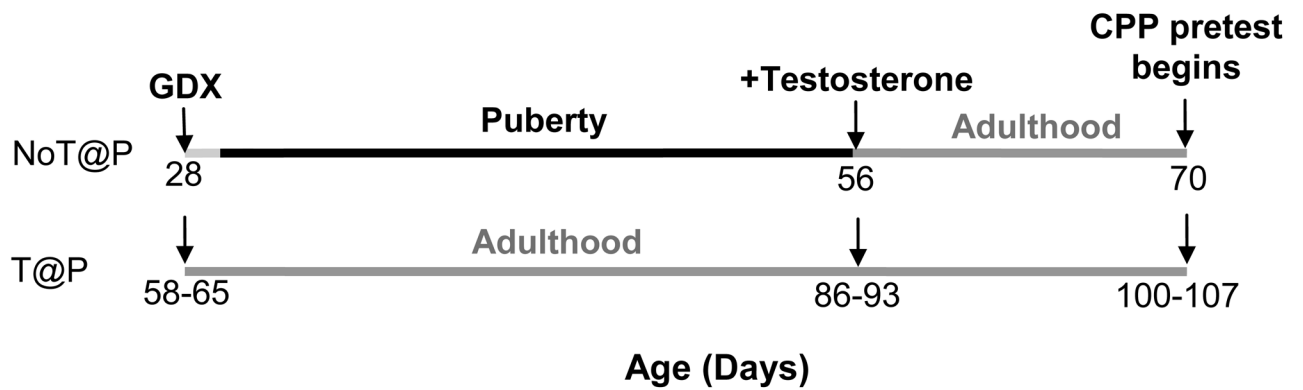 CPP pretest
begins
GDX
+Testosterone
Puberty
Adulthood
NoT@P
28
56
70
Adulthood
T@P
58-65
86-93
100-107
Age (Days)